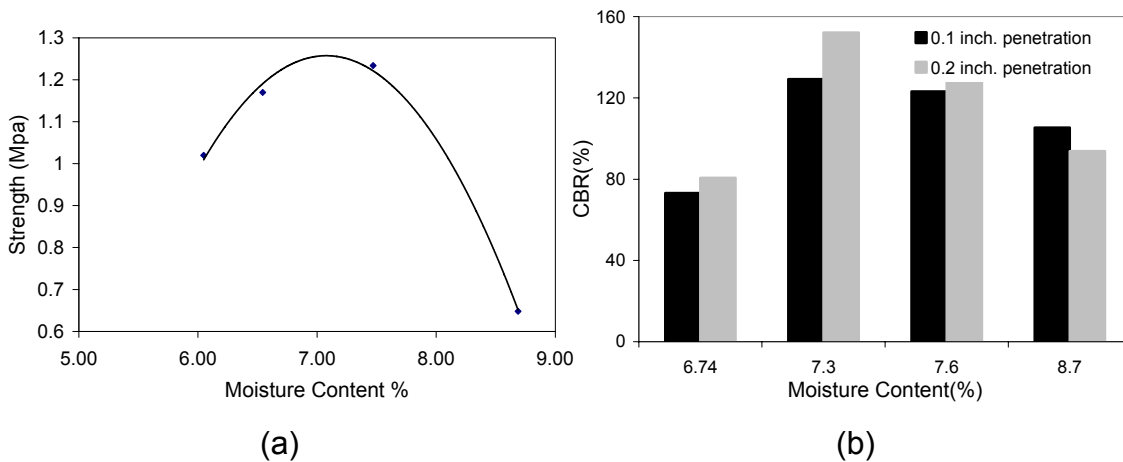 1.3
1.2
1.1
1
0.9
0.8
0.7
0.6
Strength (Mpa)
5.00 6.00 7.00 8.00 9.00
Moisture Content %
(a)
160
120
80
40
0
CBR(%)
0.1 inch. penetration
0.2 inch. penetration
6.74 7.3 7.6 8.7
Moisture Content(%)
(b)